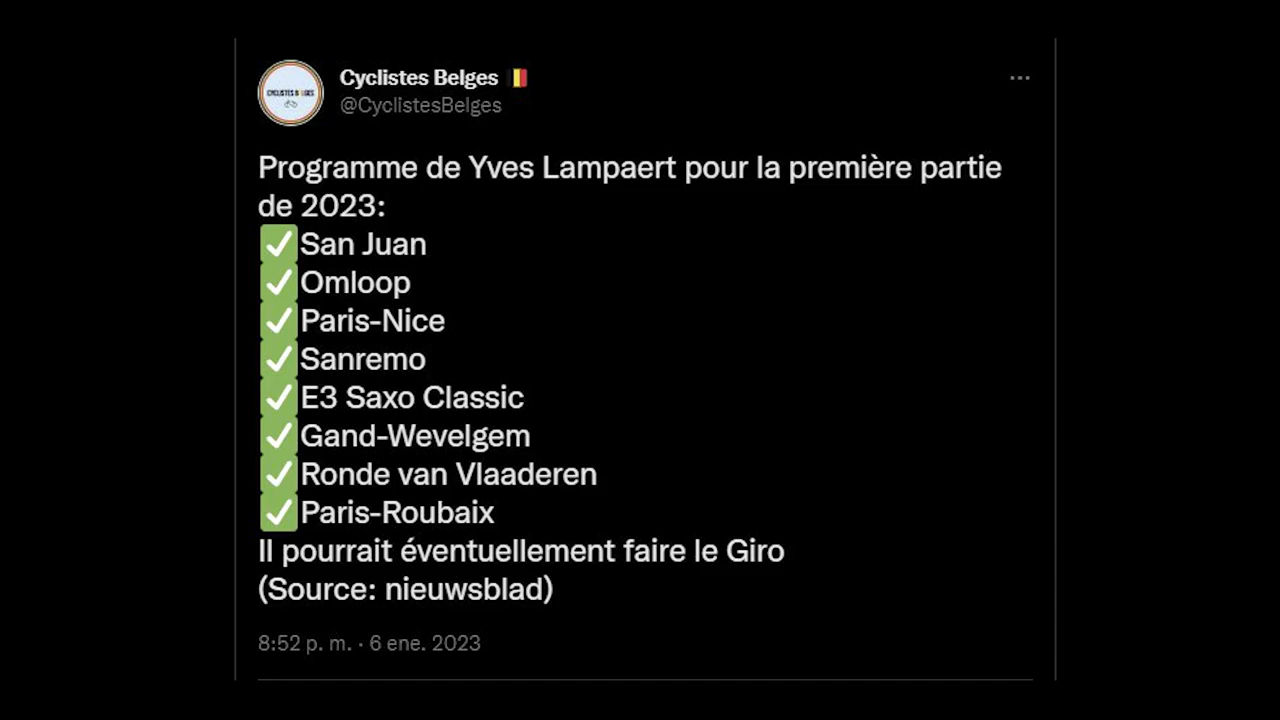 Cyclistes Belges 🇧🇪
@CyclistesBelges
CYCLISTES BELGES
Programme de Yves Lampaert pour la première partie
de 2023:
✅San Juan
✅Omloop
✅Paris-Nice
✅Sanremo
✅E3 Saxo Classic
✅Gand-Wevelgem
✅Ronde van Vlaaderen
✅Paris-Roubaix
Il pourrait éventuellement faire le Giro
(Source: nieuwsblad)
8:52 p. m. · 6 ene. 2023